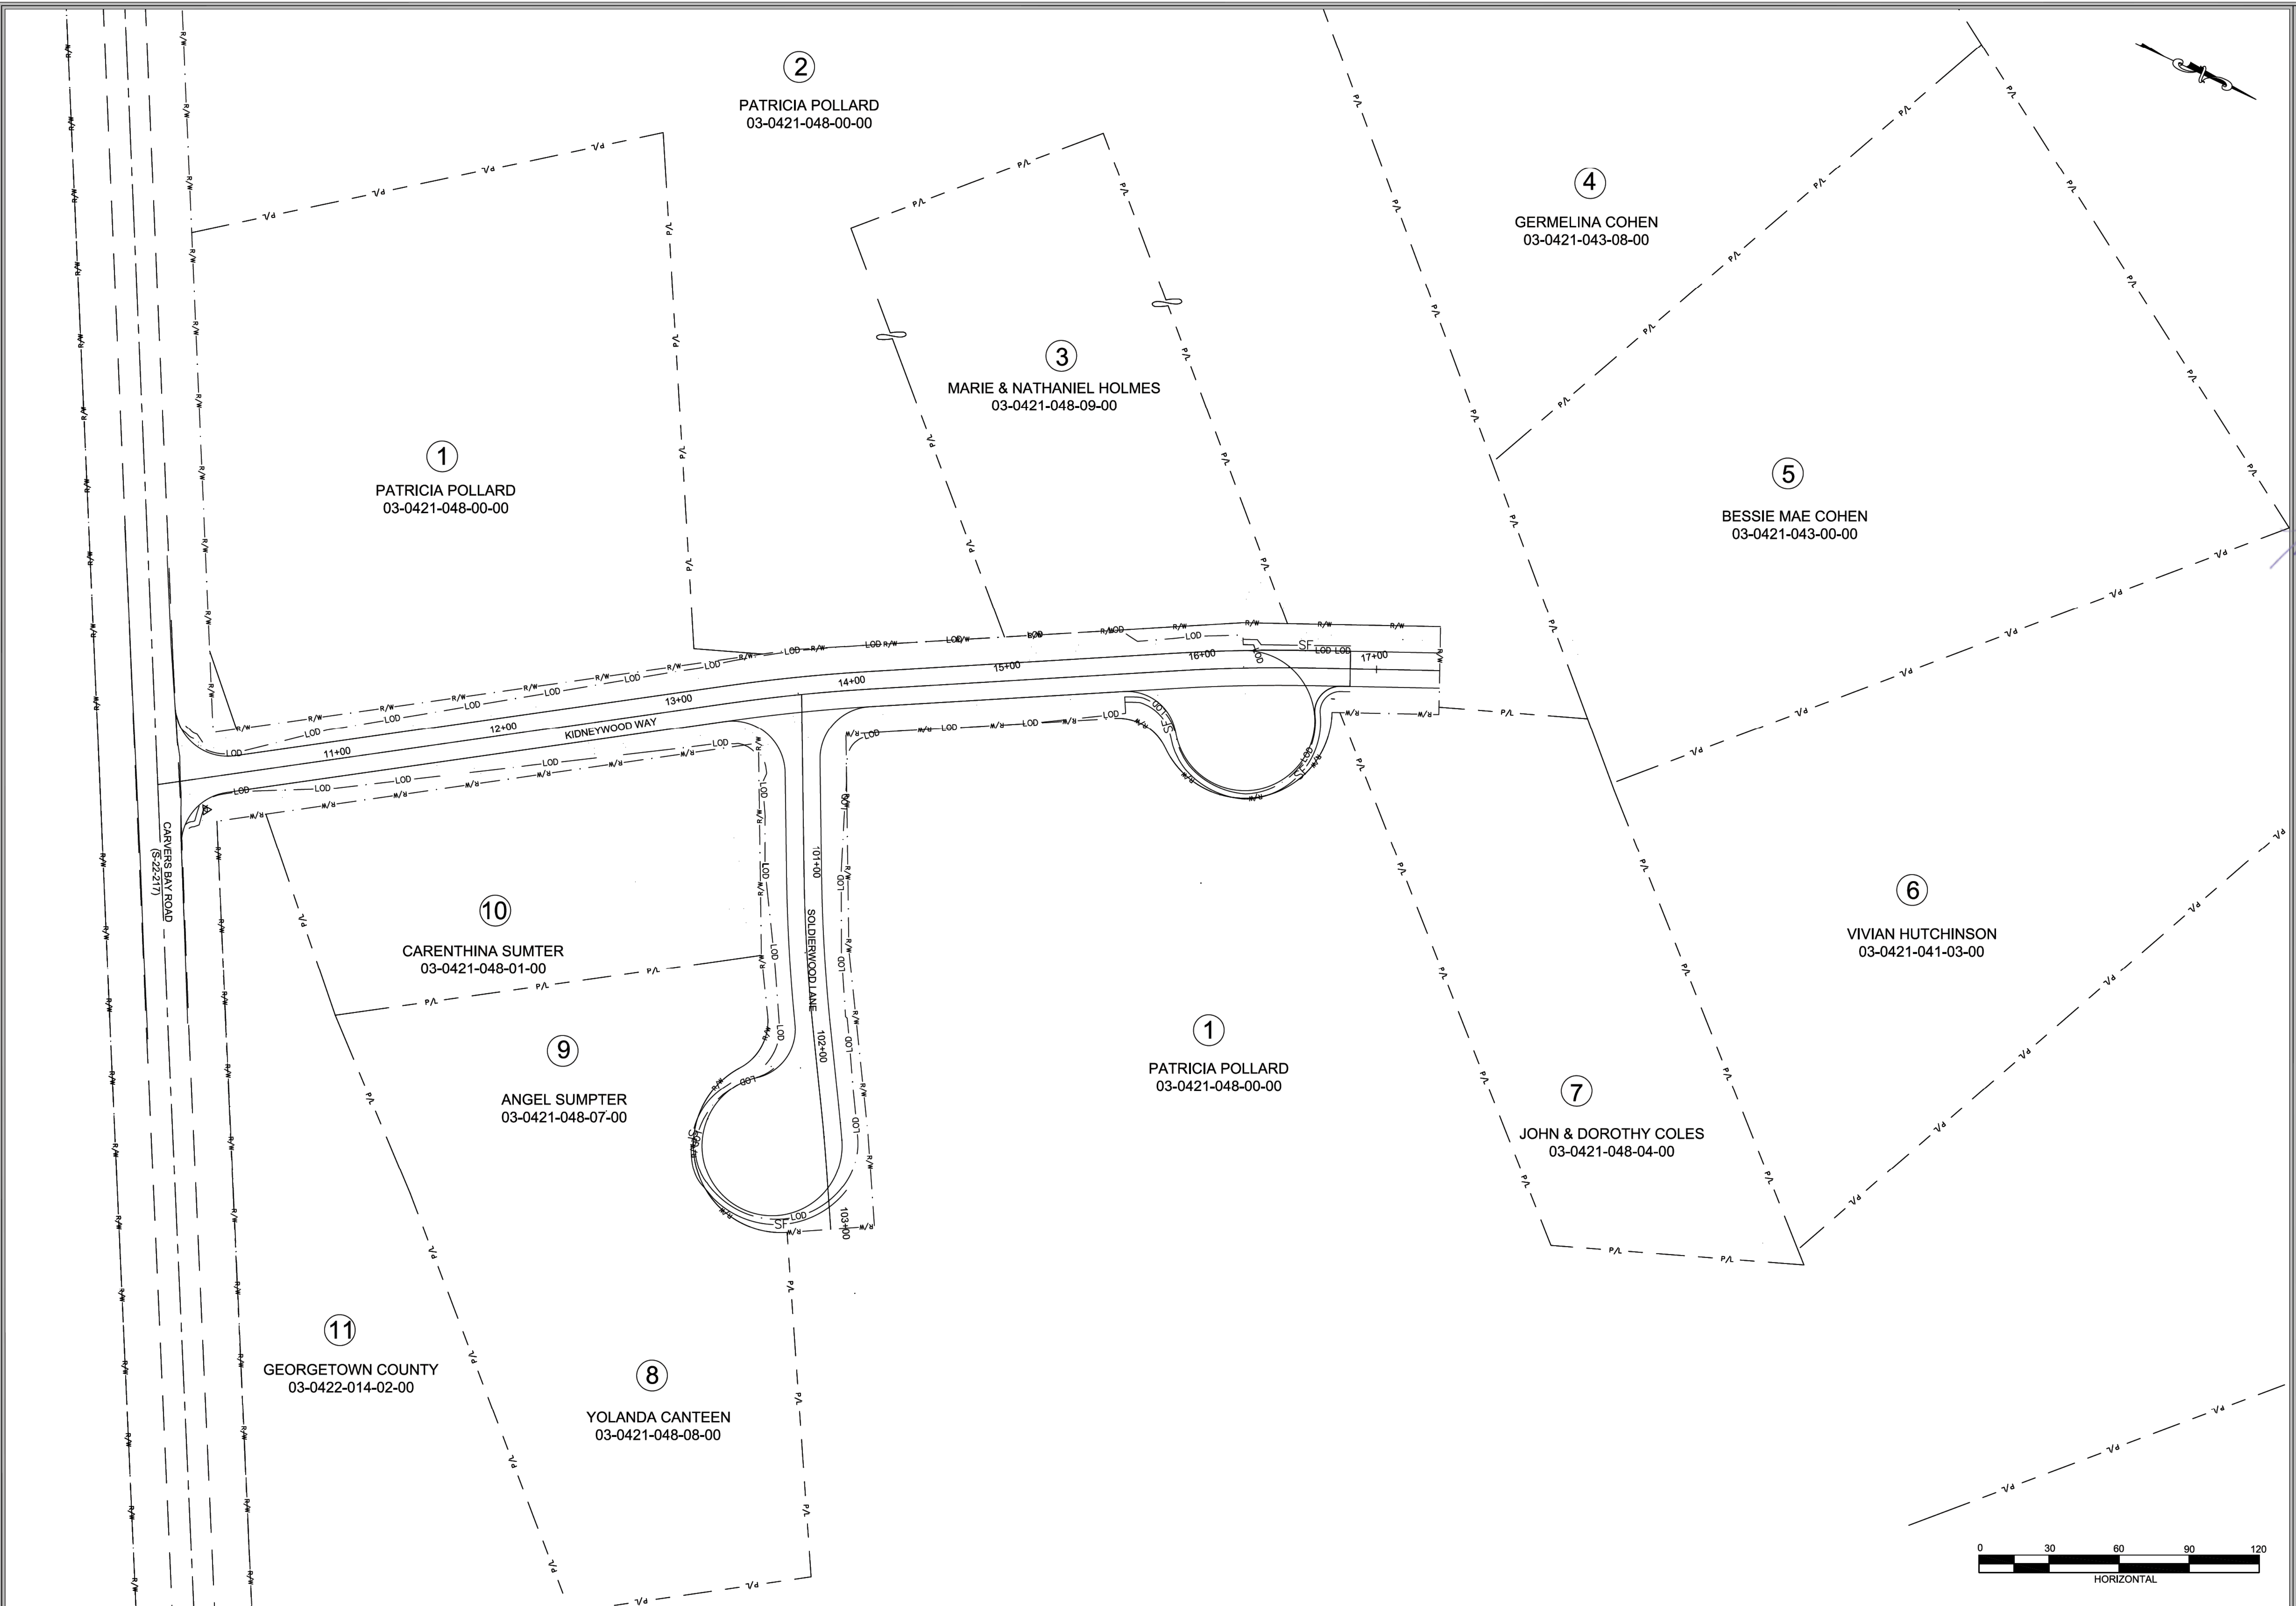 2
PATRICIA POLLARD
03-0421-048-00-00
4
GERMELINA COHEN
03-0421-043-08-00
3
MARIE & NATHANIEL HOLMES
03-0421-048-09-00
1
PATRICIA POLLARD
03-0421-048-00-00
5
BESSIE MAE COHEN
03-0421-043-00-00
11+00
12+00
13+00
14+00
15+00
16+00
17+00
KIDNEYWOOD WAY
R/W
LOD
P/L
SF
CARVERS BAY ROAD
(S-22-217)
101+00
SOLDIERWOOD LANE
102+00
103+00
10
CARENTHINA SUMTER
03-0421-048-01-00
6
VIVIAN HUTCHINSON
03-0421-041-03-00
9
ANGEL SUMPTER
03-0421-048-07-00
1
PATRICIA POLLARD
03-0421-048-00-00
7
JOHN & DOROTHY COLES
03-0421-048-04-00
11
GEORGETOWN COUNTY
03-0422-014-02-00
8
YOLANDA CANTEEN
03-0421-048-08-00
0 30 60 90 120
HORIZONTAL